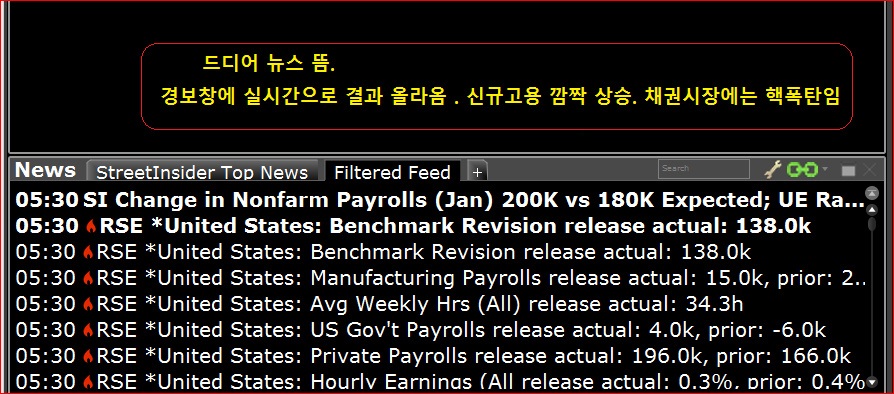 드디어 뉴스 뜸.
경보창에 실시간으로 결과 올라옴 . 신규고용 깜짝 상승. 채권시장에는 핵폭탄임
News StreetInsider Top News Filtered Feed + Search
05:30 SI Change in Nonfarm Payrolls (Jan) 200K vs 180K Expected; UE Ra...
05:30 RSE *United States: Benchmark Revision release actual: 138.0k
05:30 RSE *United States: Benchmark Revision release actual: 138.0k
05:30 RSE *United States: Manufacturing Payrolls release actual: 15.0k, prior: 2...
05:30 RSE *United States: Avg Weekly Hrs (All) release actual: 34.3h
05:30 RSE *United States: US Gov't Payrolls release actual: 4.0k, prior: -6.0k
05:30 RSE *United States: Private Payrolls release actual: 196.0k, prior: 166.0k
05:30 RSE *United States: Hourly Earnings (All release actual: 0.3%, prior: 0.4%